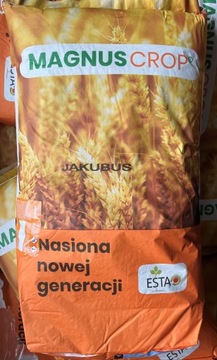 MAGNUS CROP
JAKUBUS
Nasiona
nowej
generacji
ESTA